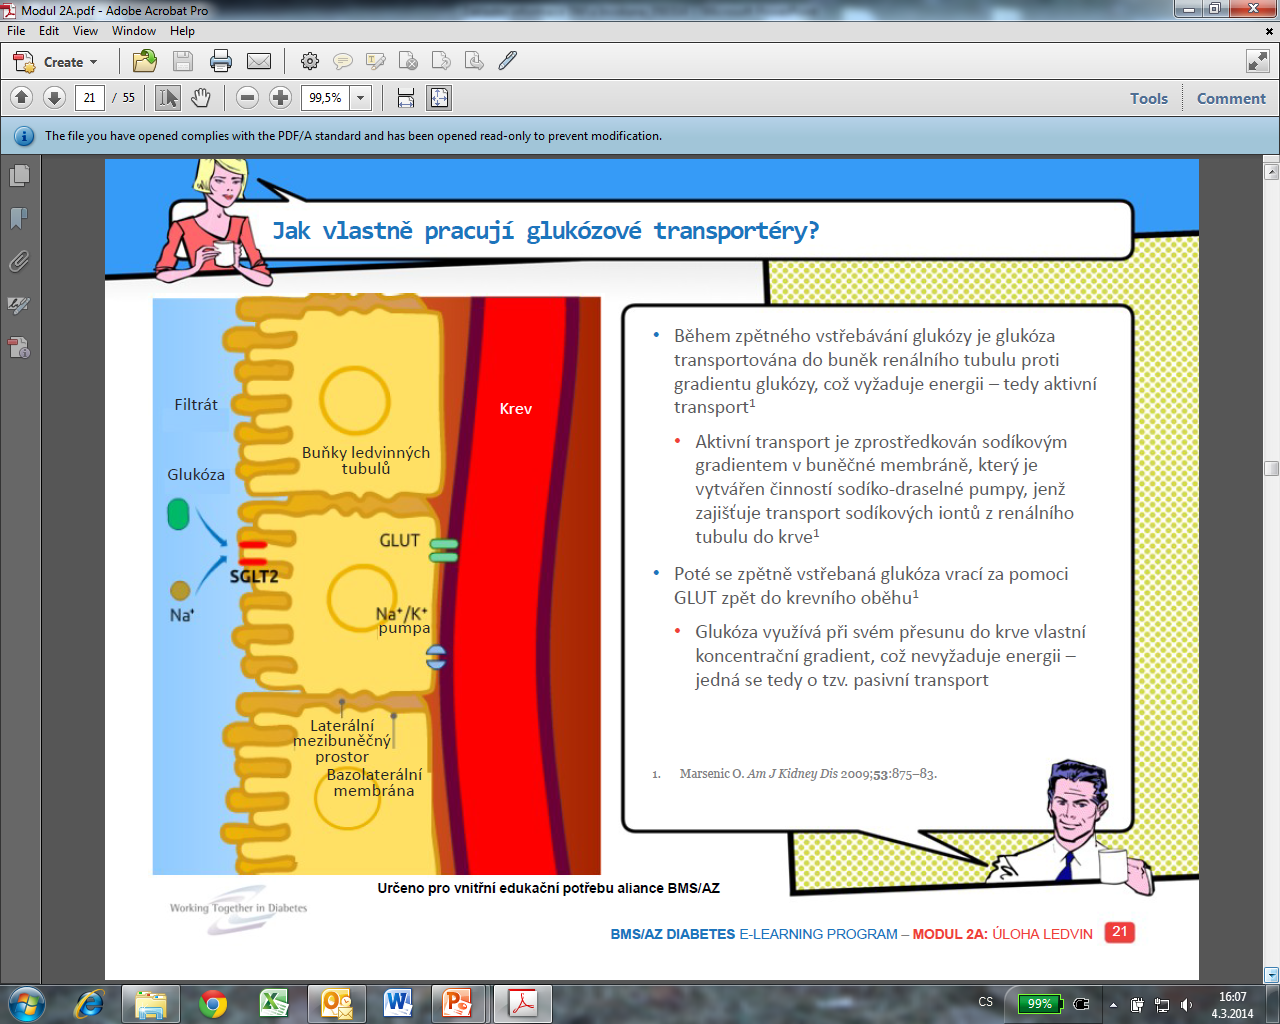 Modul 2A.pdf - Adobe Acrobat Pro
File Edit View Window Help
Create
21 / 55 99,5% Tools Comment
The file you have opened complies with the PDF/A standard and has been opened read-only to prevent modification.
Jak vlastně pracují glukózové transportéry?
Filtrát
Glukóza
Na⁺
SGLT2
Buňky ledvinných
tubulů
GLUT
Na⁺/K⁺
pumpa
Laterální
mezibuněčný
prostor
Bazolaterální
membrána
Krev
• Během zpětného vstřebávání glukózy je glukóza
transportována do buněk renálního tubulu proti
gradientu glukózy, což vyžaduje energii – tedy aktivní
transport¹
• Aktivní transport je zprostředkován sodíkovým
gradientem v buněčné membráně, který je
vytvářen činností sodíko-draselné pumpy, jenž
zajišťuje transport sodíkových iontů z renálního
tubulu do krve¹
• Poté se zpětně vstřebaná glukóza vrací za pomoci
GLUT zpět do krevního oběhu¹
• Glukóza využívá při svém přesunu do krve vlastní
koncentrační gradient, což nevyžaduje energii –
jedná se tedy o tzv. pasivní transport
1. Marsenic O. Am J Kidney Dis 2009;53:875–83.
Určeno pro vnitřní edukační potřebu aliance BMS/AZ
Working Together in Diabetes
BMS/AZ DIABETES E-LEARNING PROGRAM – MODUL 2A: ÚLOHA LEDVIN 21
CS 99% 16:07
4.3.2014